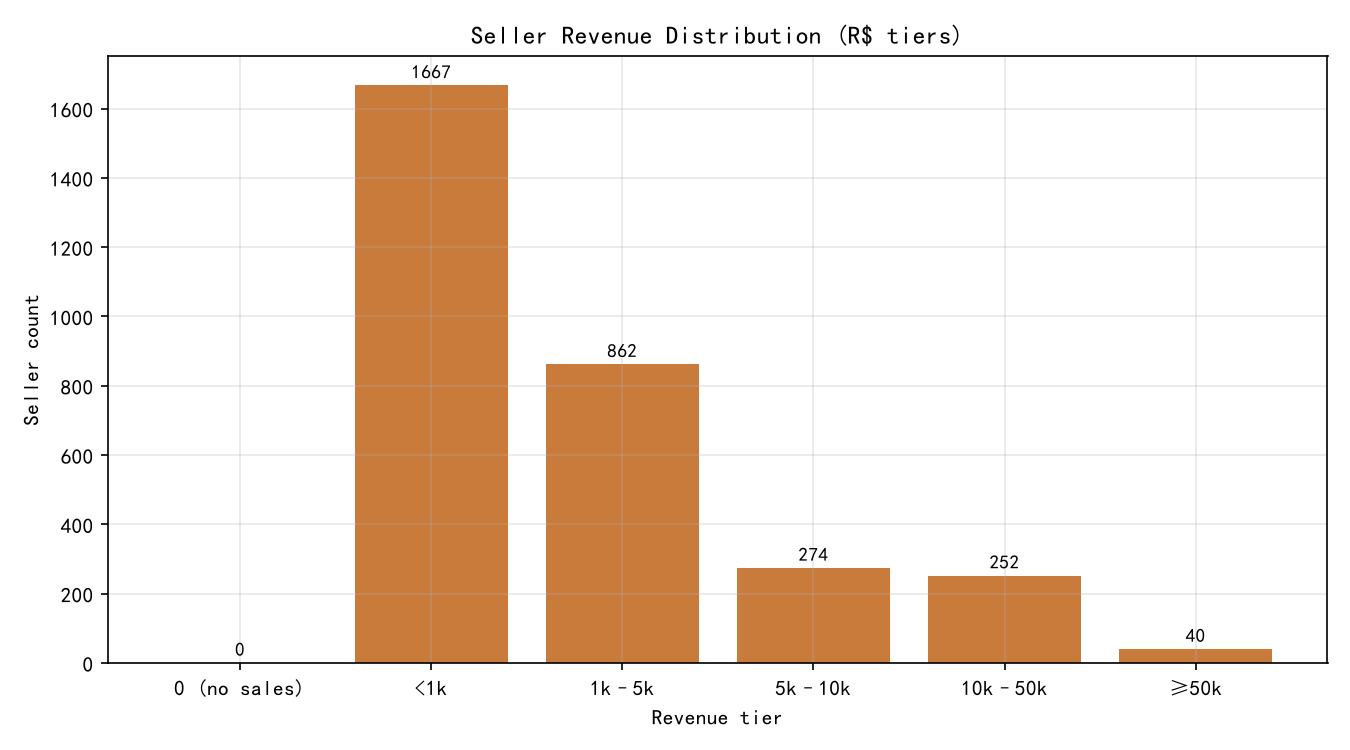 Seller Revenue Distribution (R$ tiers)
Seller count
1600
1400
1200
1000
800
600
400
200
0
0
1667
862
274
252
40
0 (no sales)
<1k
1k–5k
5k–10k
10k–50k
≥50k
Revenue tier